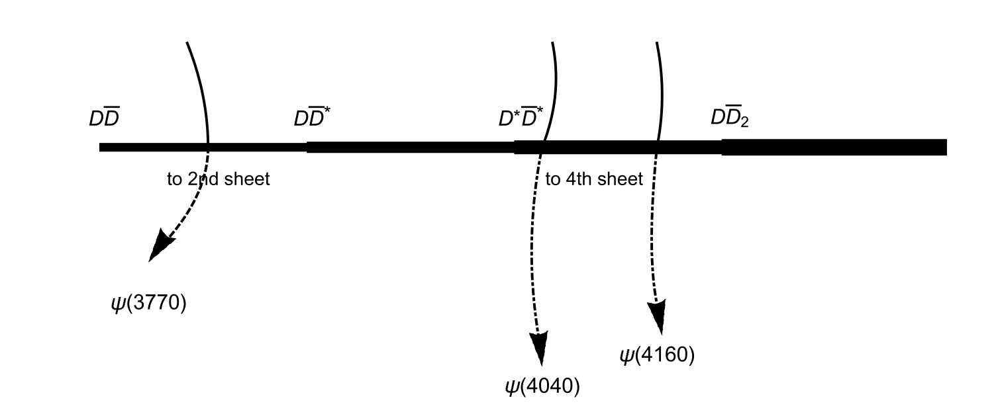 DD̅
DD̅*
D*D̅*
DD̅₂
to 2nd sheet
to 4th sheet
ψ(3770)
ψ(4160)
ψ(4040)